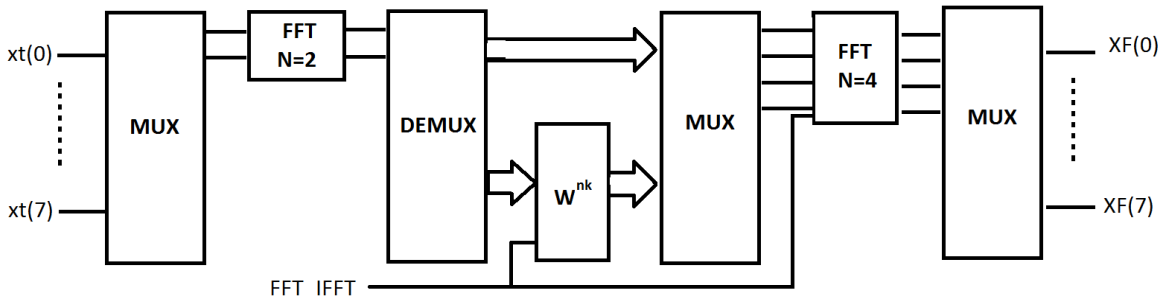 xt(0)
xt(7)
MUX
FFT
N=2
DEMUX
W^nk
MUX
FFT
N=4
MUX
XF(0)
XF(7)
FFT IFFT